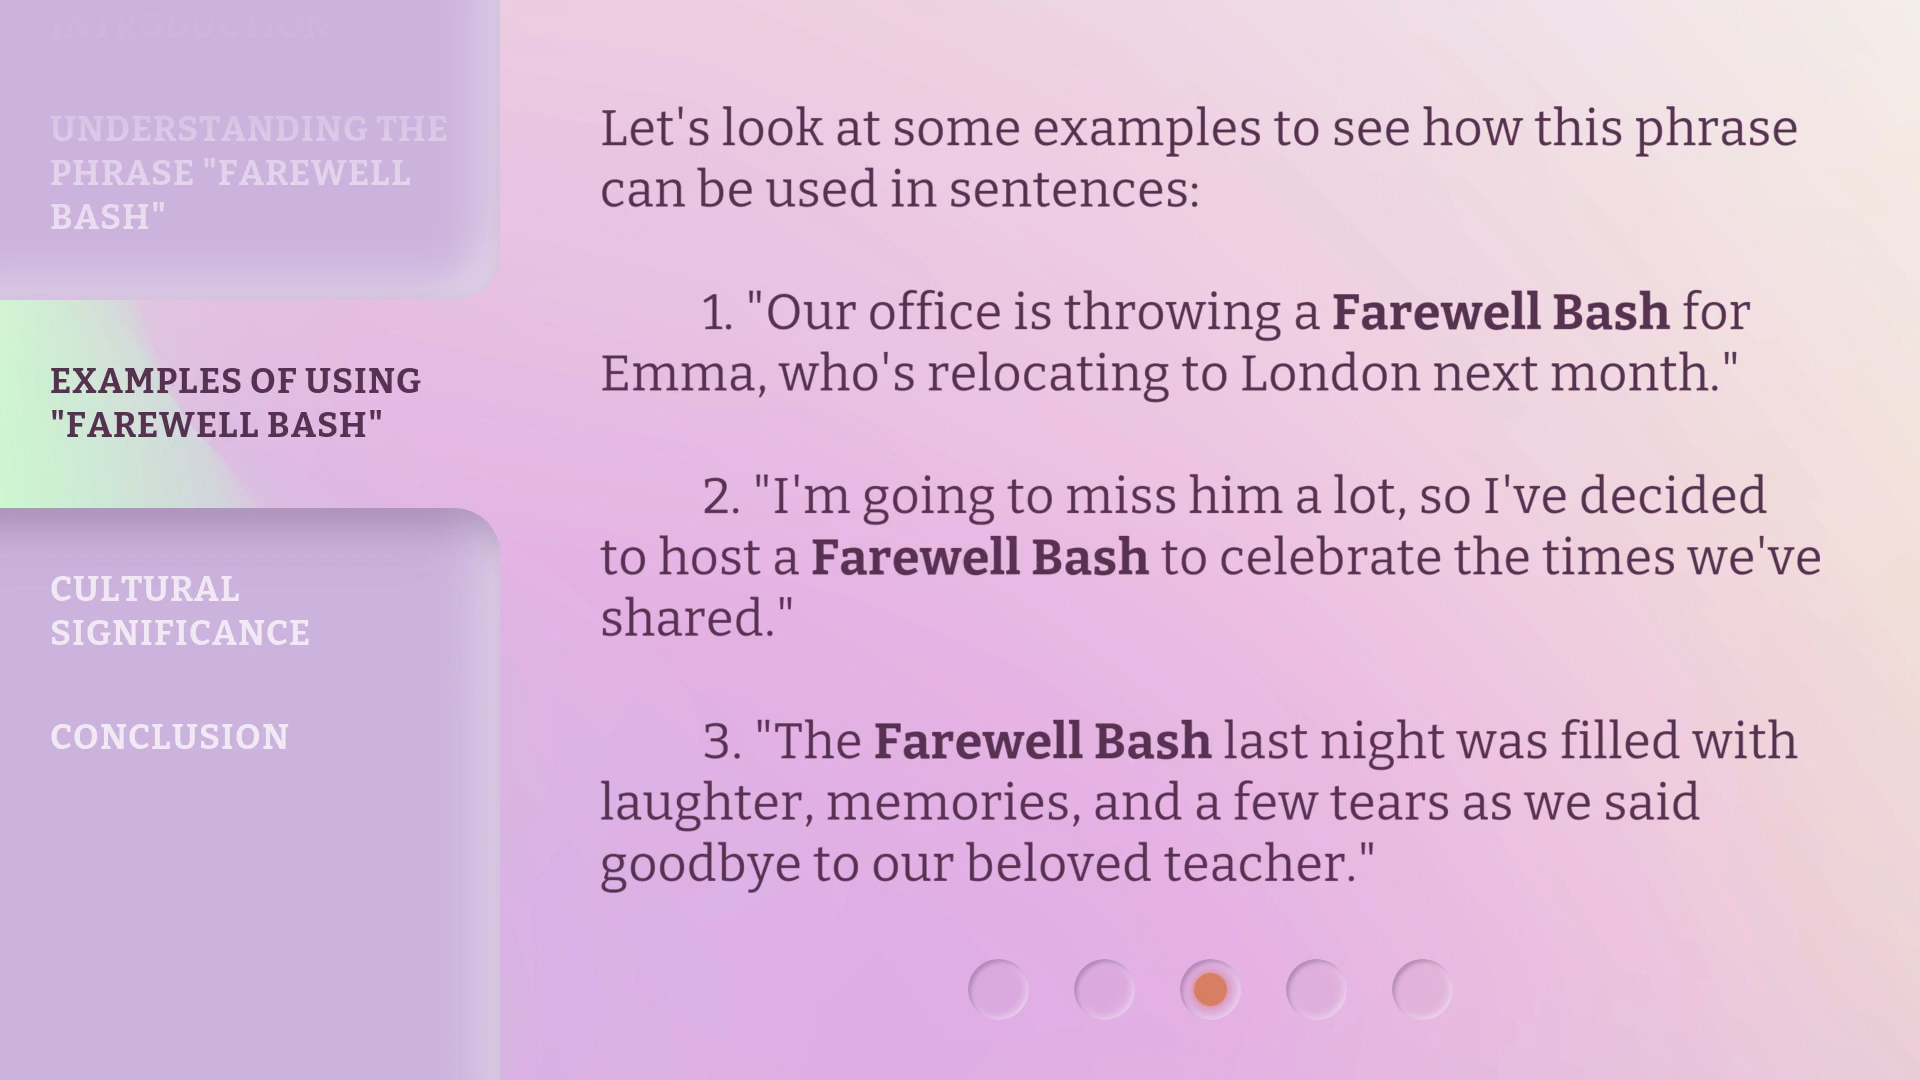 INTRODUCTION
UNDERSTANDING THE
PHRASE "FAREWELL
BASH"
EXAMPLES OF USING
"FAREWELL BASH"
CULTURAL
SIGNIFICANCE
CONCLUSION
Let's look at some examples to see how this phrase
can be used in sentences:
1. "Our office is throwing a Farewell Bash for
Emma, who's relocating to London next month."
2. "I'm going to miss him a lot, so I've decided
to host a Farewell Bash to celebrate the times we've
shared."
3. "The Farewell Bash last night was filled with
laughter, memories, and a few tears as we said
goodbye to our beloved teacher."